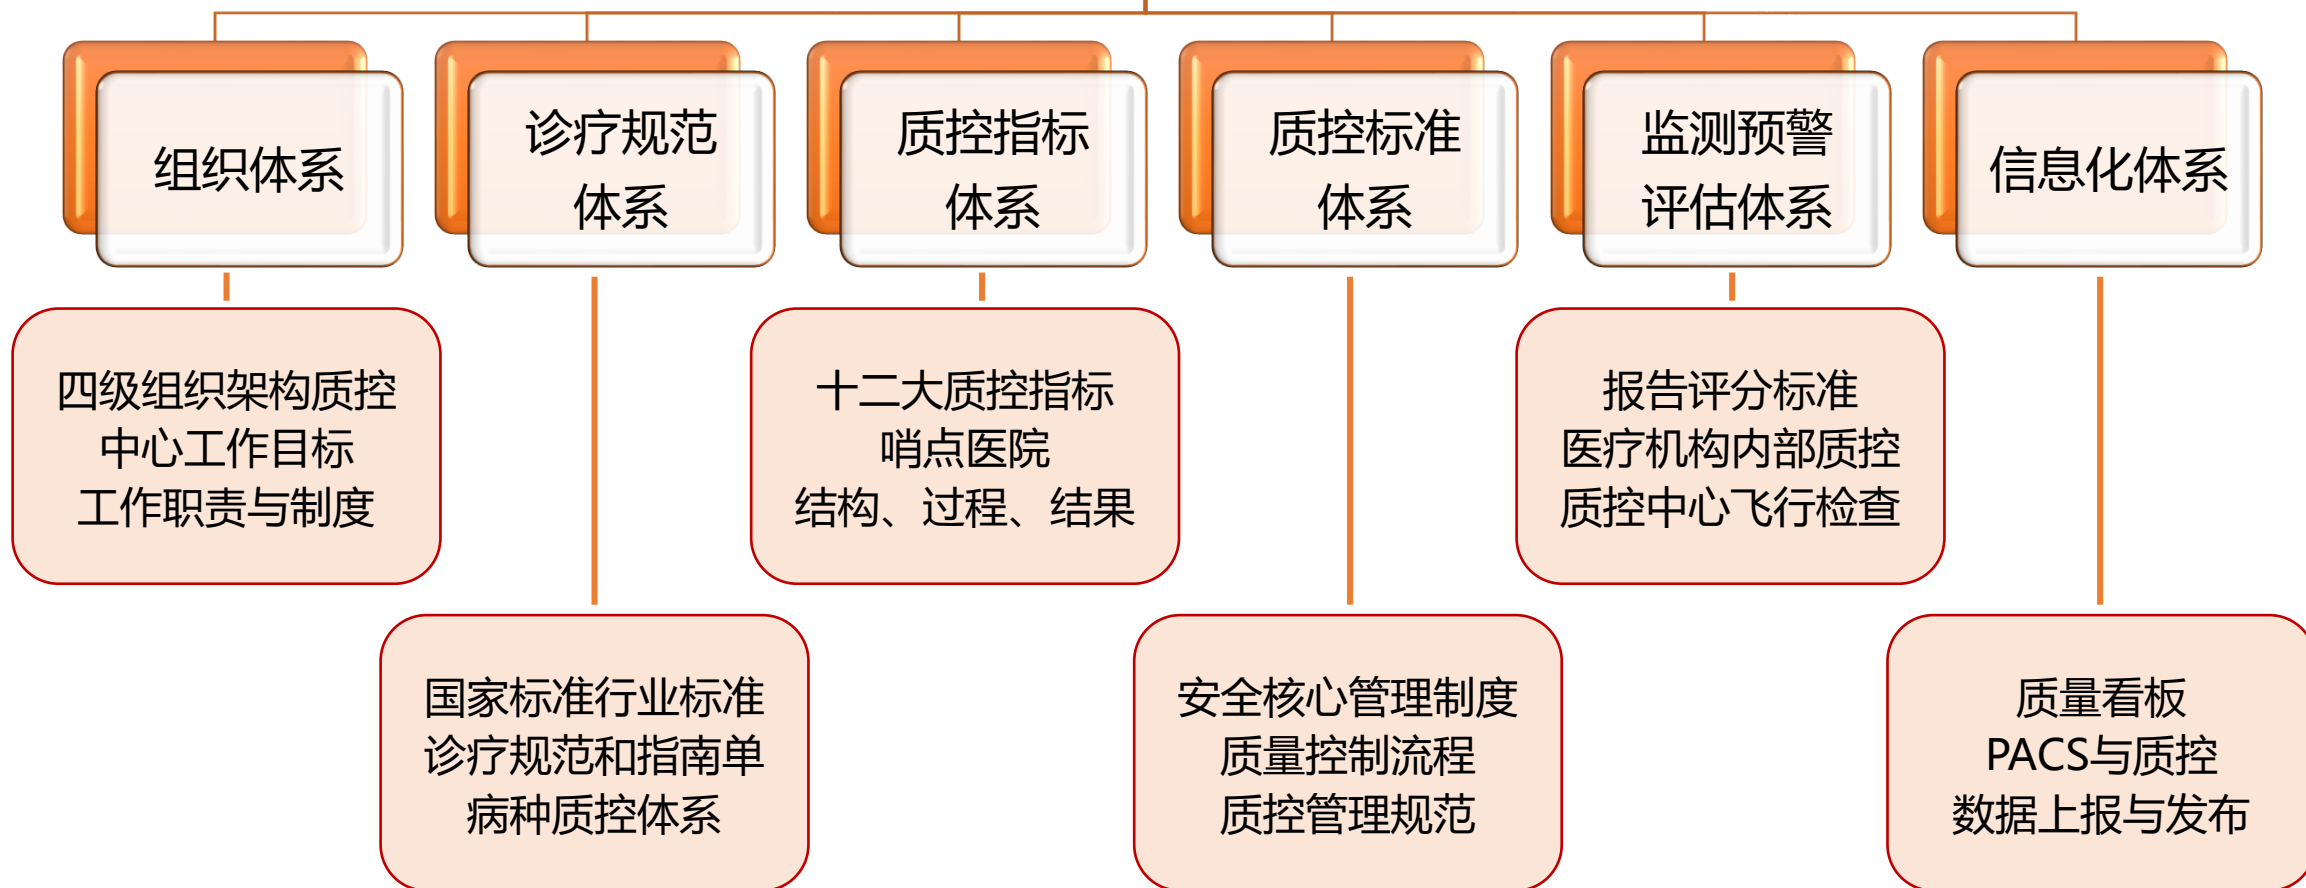 组织体系
诊疗规范
体系
质控指标
体系
质控标准
体系
监测预警
评估体系
信息化体系
四级组织架构质控
中心工作目标
工作职责与制度
十二大质控指标
哨点医院
结构、过程、结果
报告评分标准
医疗机构内部质控
质控中心飞行检查
国家标准行业标准
诊疗规范和指南单
病种质控体系
安全核心管理制度
质量控制流程
质控管理规范
质量看板
PACS与质控
数据上报与发布